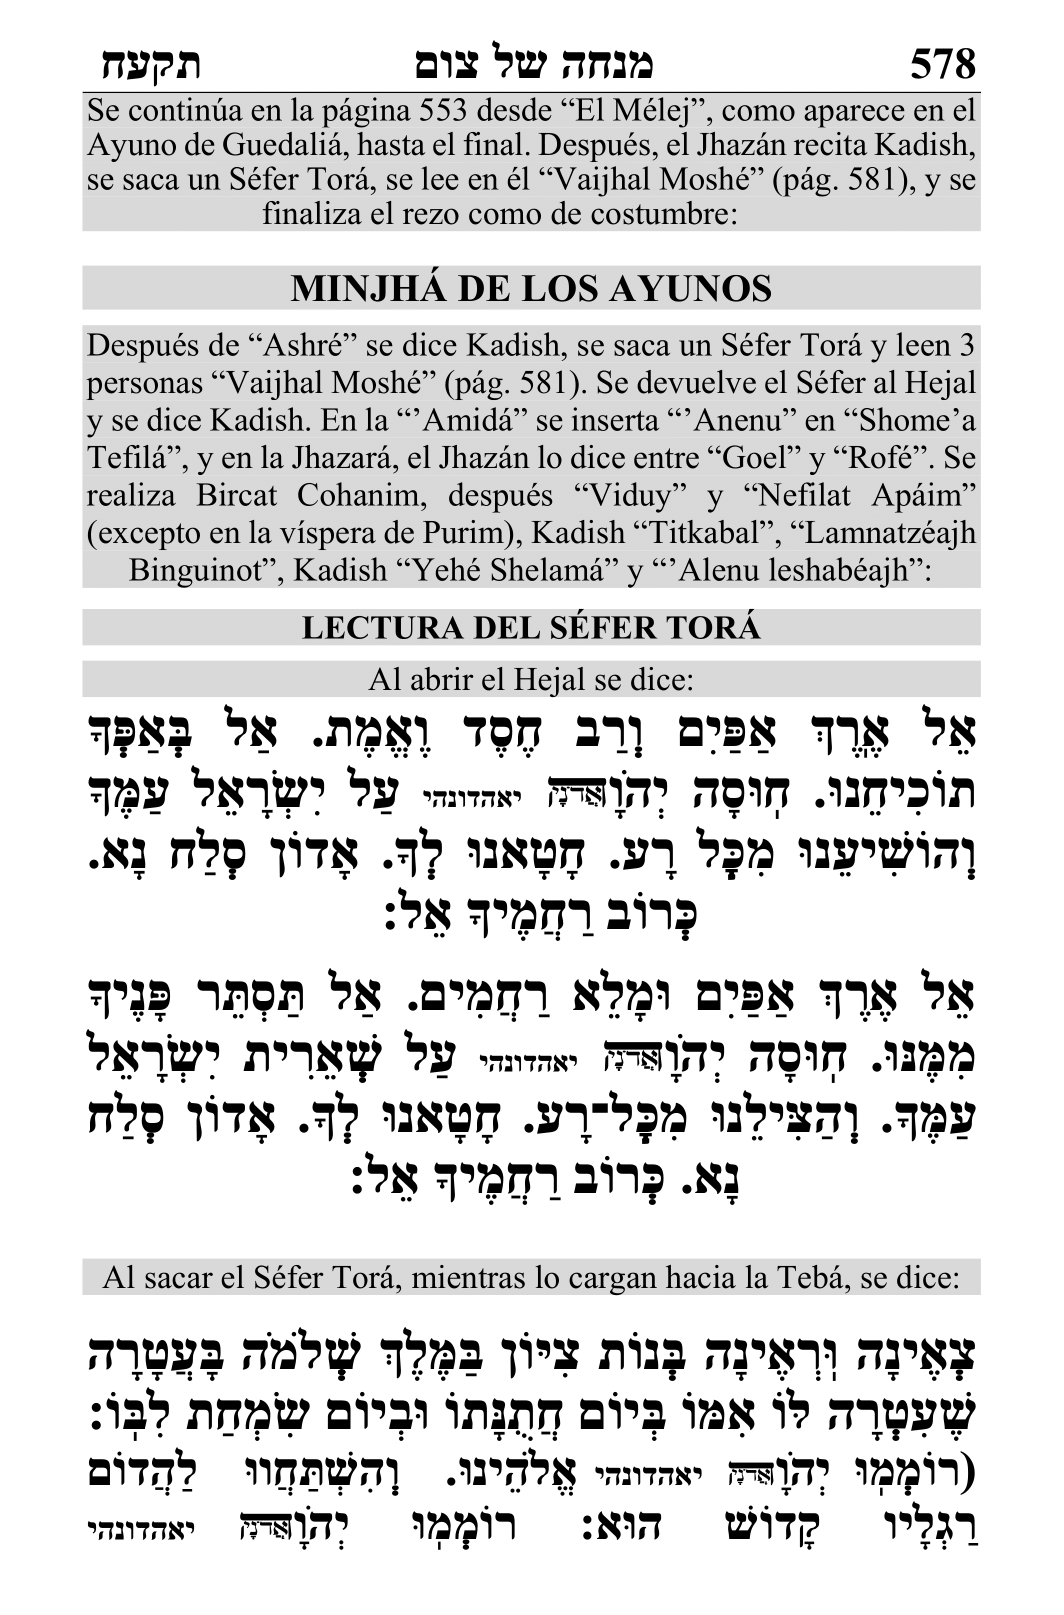 578 מנחה של צום תקעח
Se continúa en la página 553 desde “El Mélej”, como aparece en el
Ayuno de Guedaliá, hasta el final. Después, el Jhazán recita Kadish,
se saca un Séfer Torá, se lee en él “Vaijhal Moshé” (pág. 581), y se
finaliza el rezo como de costumbre:
MINJHÁ DE LOS AYUNOS
Después de “Ashré” se dice Kadish, se saca un Séfer Torá y leen 3
personas “Vaijhal Moshé” (pág. 581). Se devuelve el Séfer al Hejal
y se dice Kadish. En la “’Amidá” se inserta “’Anenu” en “Shome’a
Tefilá”, y en la Jhazará, el Jhazán lo dice entre “Goel” y “Rofé”. Se
realiza Bircat Cohanim, después “Viduy” y “Nefilat Apáim”
(excepto en la víspera de Purim), Kadish “Titkabal”, “Lamnatzéajh
Binguinot”, Kadish “Yehé Shelamá” y “’Alenu leshabéajh”:
LECTURA DEL SÉFER TORÁ
Al abrir el Hejal se dice:
אֵל אֶרֶךְ אַפַּיִם וְרַב חֶסֶד וֶאֱמֶת. אַל בְּאַפְּךָ
תוֹכִיחֵנוּ. חֽוּסָה יְהֹוָאֲדֹנָי יאהדונהי עַל יִשְׂרָאֵל עַמֶּךָ
וְהוֹשִׁיעֵנוּ מִכָּל רָע. חָטָאנוּ לְךָ. אָדוֹן סְלַח נָא.
כְּרוֹב רַחֲמֶיךָ אֵל:
אֵל אֶרֶךְ אַפַּיִם וּמָלֵא רַחֲמִים. אַל תַּסְתֵּר פָּנֶיךָ
מִמֶּנּוּ. חֽוּסָה יְהֹוָאֲדֹנָי יאהדונהי עַל שְׁאֵרִית יִשְׂרָאֵל
עַמֶּךָ. וְהַצִּילֵנוּ מִכָּל־רָע. חָטָאנוּ לְךָ. אָדוֹן סְלַח
נָא. כְּרוֹב רַחֲמֶיךָ אֵל:
Al sacar el Séfer Torá, mientras lo cargan hacia la Tebá, se dice:
צְאֶינָה וּֽרְאֶינָה בְּנוֹת צִיּוֹן בַּמֶּלֶךְ שְׁלֹמֹה בָּעֲטָרָה
שֶׁעִטְּרָה לּוֹ אִמּוֹ בְּיוֹם חֲתֻנָּתוֹ וּבְיוֹם שִׂמְחַת לִבּֽוֹ:
(רוֹמְמוּ יְהֹוָאֲדֹנָי יאהדונהי אֱלֹהֵינוּ. וְהִשְׁתַּחֲווּ לַהֲדוֹם
רַגְלָיו קָדוֹשׁ הוּא: רוֹמְמוּ יְהֹוָאֲדֹנָי יאהדונהי